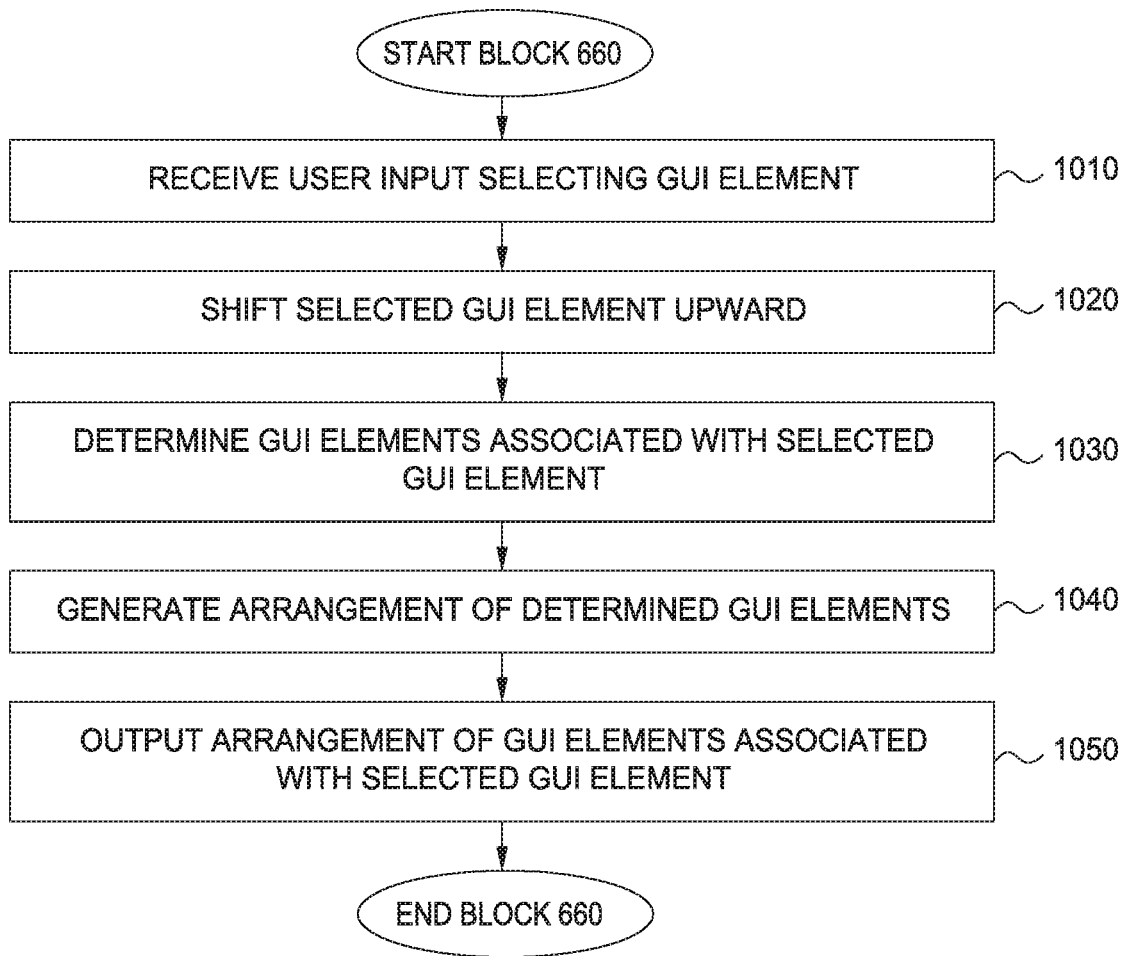 START BLOCK 660
RECEIVE USER INPUT SELECTING GUI ELEMENT
1010
SHIFT SELECTED GUI ELEMENT UPWARD
1020
DETERMINE GUI ELEMENTS ASSOCIATED WITH SELECTED
GUI ELEMENT
1030
GENERATE ARRANGEMENT OF DETERMINED GUI ELEMENTS
1040
OUTPUT ARRANGEMENT OF GUI ELEMENTS ASSOCIATED
WITH SELECTED GUI ELEMENT
1050
END BLOCK 660